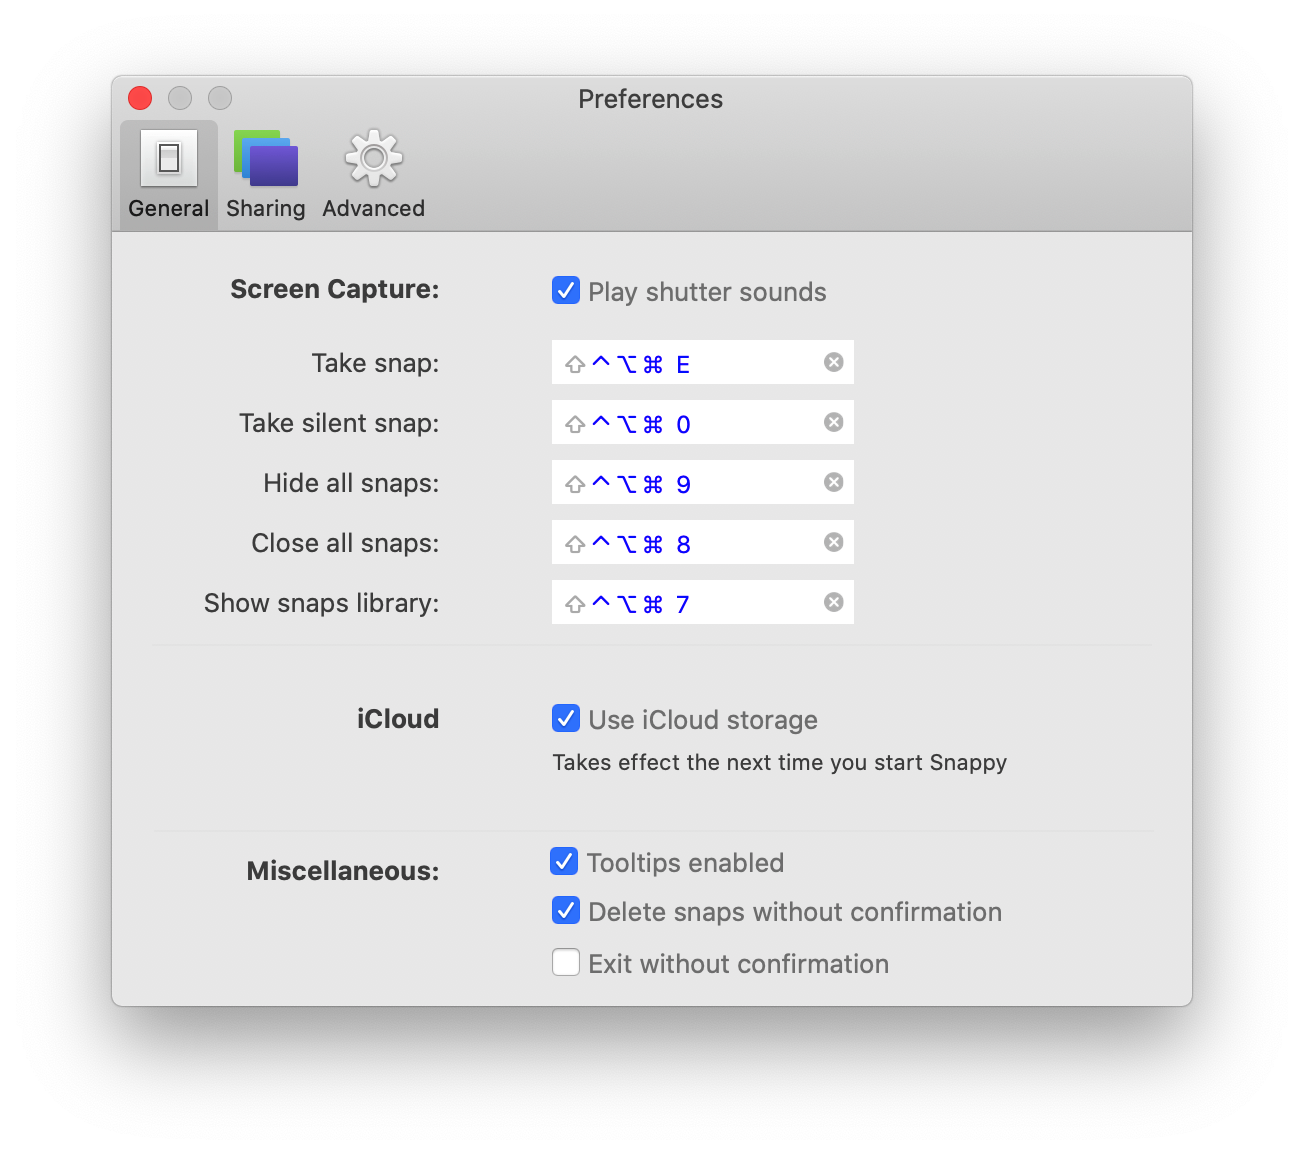 Preferences
General Sharing Advanced
Screen Capture: Play shutter sounds
Take snap: ⇧^⌥⌘ E
Take silent snap: ⇧^⌥⌘ 0
Hide all snaps: ⇧^⌥⌘ 9
Close all snaps: ⇧^⌥⌘ 8
Show snaps library: ⇧^⌥⌘ 7
iCloud Use iCloud storage
Takes effect the next time you start Snappy
Miscellaneous: Tooltips enabled
Delete snaps without confirmation
Exit without confirmation